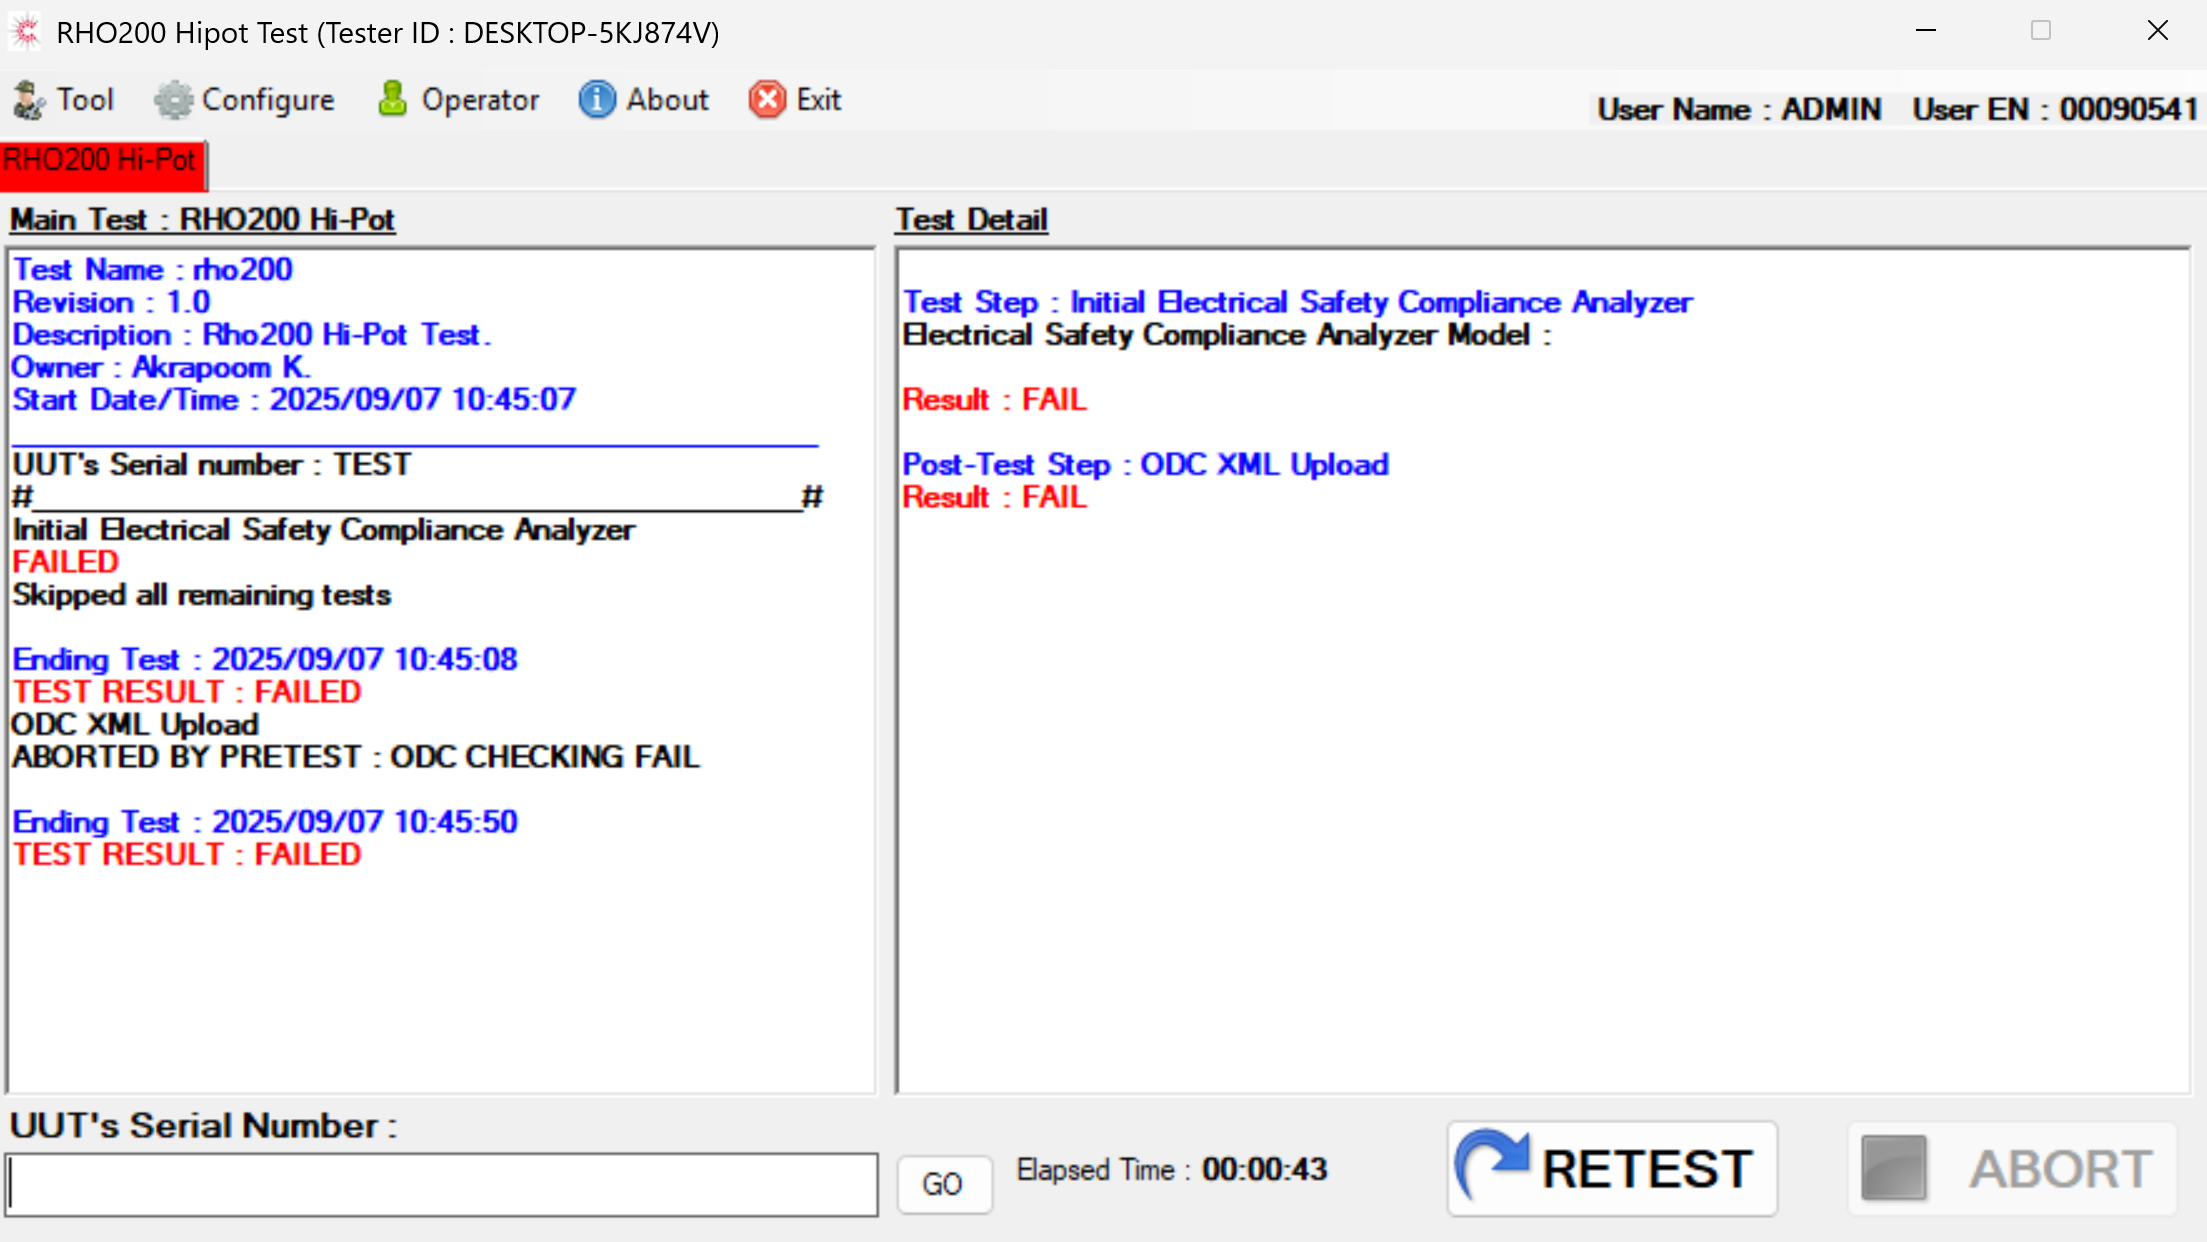 RHO200 Hipot Test (Tester ID : DESKTOP-5KJ874V)
Tool Configure Operator About Exit
User Name : ADMIN User EN : 00090541
RHO200 Hi-Pot
Main Test : RHO200 Hi-Pot
Test Name : rho200
Revision : 1.0
Description : Rho200 Hi-Pot Test.
Owner : Akrapoom K.
Start Date/Time : 2025/09/07 10:45:07
UUT's Serial number : TEST
#______#
Initial Electrical Safety Compliance Analyzer
FAILED
Skipped all remaining tests
Ending Test : 2025/09/07 10:45:08
TEST RESULT : FAILED
ODC XML Upload
ABORTED BY PRETEST : ODC CHECKING FAIL
Ending Test : 2025/09/07 10:45:50
TEST RESULT : FAILED
Test Detail
Test Step : Initial Electrical Safety Compliance Analyzer
Electrical Safety Compliance Analyzer Model :
Result : FAIL
Post-Test Step : ODC XML Upload
Result : FAIL
UUT's Serial Number :
GO
Elapsed Time : 00:00:43
RETEST
ABORT